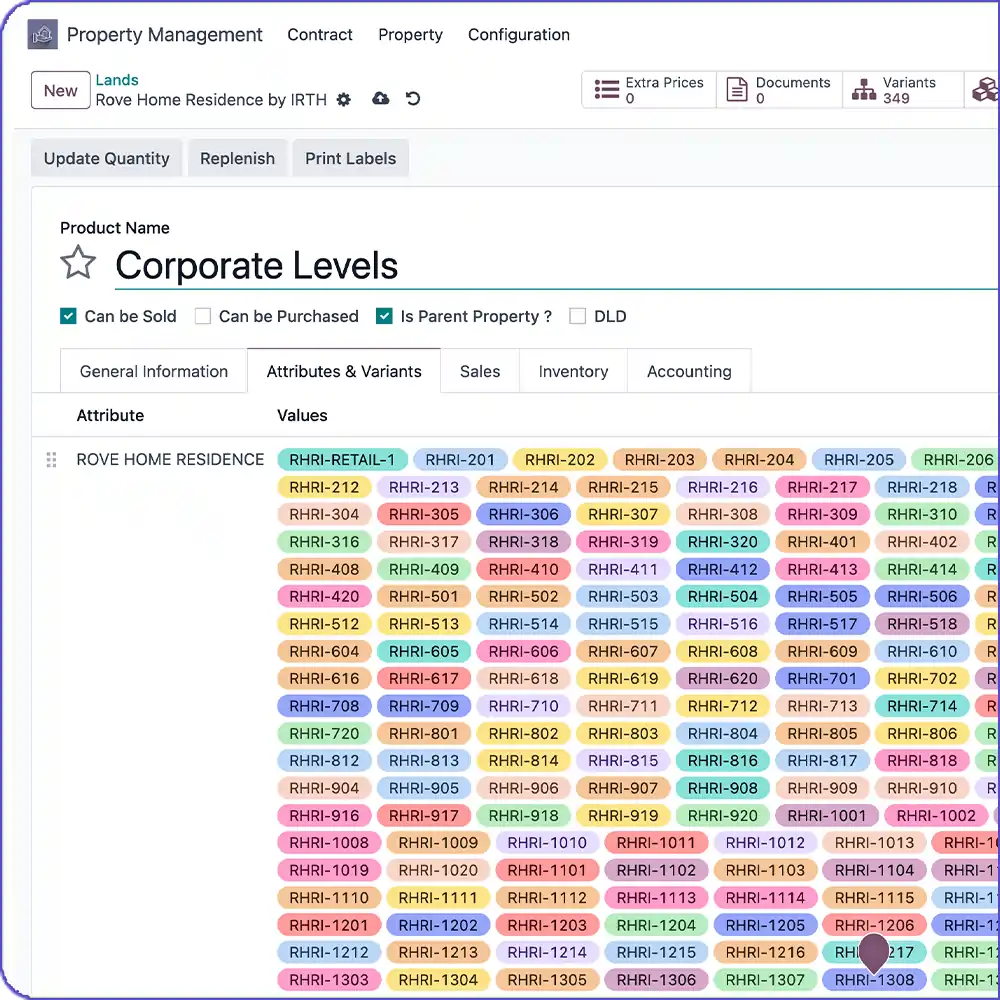 Property Management Contract Property Configuration
New Lands
Rove Home Residence by IRTH
Extra Prices 0 Documents 0 Variants 349
Update Quantity Replenish Print Labels
Product Name
Corporate Levels
Can be Sold Can be Purchased Is Parent Property ? DLD
General Information Attributes & Variants Sales Inventory Accounting
Attribute Values
ROVE HOME RESIDENCE RHRI-RETAIL-1 RHRI-201 RHRI-202 RHRI-203 RHRI-204 RHRI-205 RHRI-206
RHRI-212 RHRI-213 RHRI-214 RHRI-215 RHRI-216 RHRI-217 RHRI-218
RHRI-304 RHRI-305 RHRI-306 RHRI-307 RHRI-308 RHRI-309 RHRI-310
RHRI-316 RHRI-317 RHRI-318 RHRI-319 RHRI-320 RHRI-401 RHRI-402
RHRI-408 RHRI-409 RHRI-410 RHRI-411 RHRI-412 RHRI-413 RHRI-414
RHRI-420 RHRI-501 RHRI-502 RHRI-503 RHRI-504 RHRI-505 RHRI-506
RHRI-512 RHRI-513 RHRI-514 RHRI-515 RHRI-516 RHRI-517 RHRI-518
RHRI-604 RHRI-605 RHRI-606 RHRI-607 RHRI-608 RHRI-609 RHRI-610
RHRI-616 RHRI-617 RHRI-618 RHRI-619 RHRI-620 RHRI-701 RHRI-702
RHRI-708 RHRI-709 RHRI-710 RHRI-711 RHRI-712 RHRI-713 RHRI-714
RHRI-720 RHRI-801 RHRI-802 RHRI-803 RHRI-804 RHRI-805 RHRI-806
RHRI-812 RHRI-813 RHRI-814 RHRI-815 RHRI-816 RHRI-817 RHRI-818
RHRI-904 RHRI-905 RHRI-906 RHRI-907 RHRI-908 RHRI-909 RHRI-910
RHRI-916 RHRI-917 RHRI-918 RHRI-919 RHRI-920 RHRI-1001 RHRI-1002
RHRI-1008 RHRI-1009 RHRI-1010 RHRI-1011 RHRI-1012 RHRI-1013
RHRI-1019 RHRI-1020 RHRI-1101 RHRI-1102 RHRI-1103 RHRI-1104
RHRI-1110 RHRI-1111 RHRI-1112 RHRI-1113 RHRI-1114 RHRI-1115
RHRI-1201 RHRI-1202 RHRI-1203 RHRI-1204 RHRI-1205 RHRI-1206
RHRI-1212 RHRI-1213 RHRI-1214 RHRI-1215 RHRI-1216
RHRI-1303 RHRI-1304 RHRI-1305 RHRI-1306 RHRI-1307 RHRI-1308